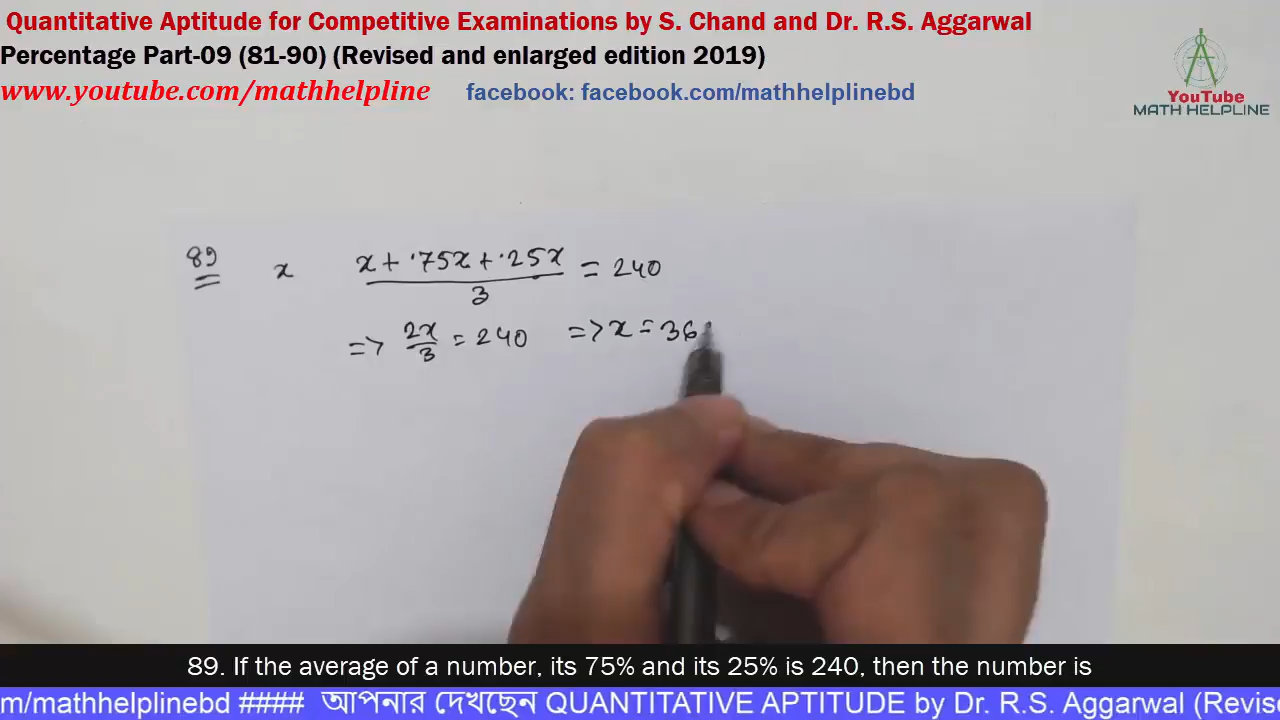 Quantitative Aptitude for Competitive Examinations by S. Chand and Dr. R.S. Aggarwal
Percentage Part-09 (81-90) (Revised and enlarged edition 2019)
www.youtube.com/mathhelpline facebook: facebook.com/mathhelplinebd
YouTube
MATH HELPLINE
89 x x + .75x + .25x / 3 = 240
=> 2x/3 = 240 => x = 36
89. If the average of a number, its 75% and its 25% is 240, then the number is
m/mathhelplinebd #### আপনার দেখছেন QUANTITATIVE APTITUDE by Dr. R.S. Aggarwal (Revise